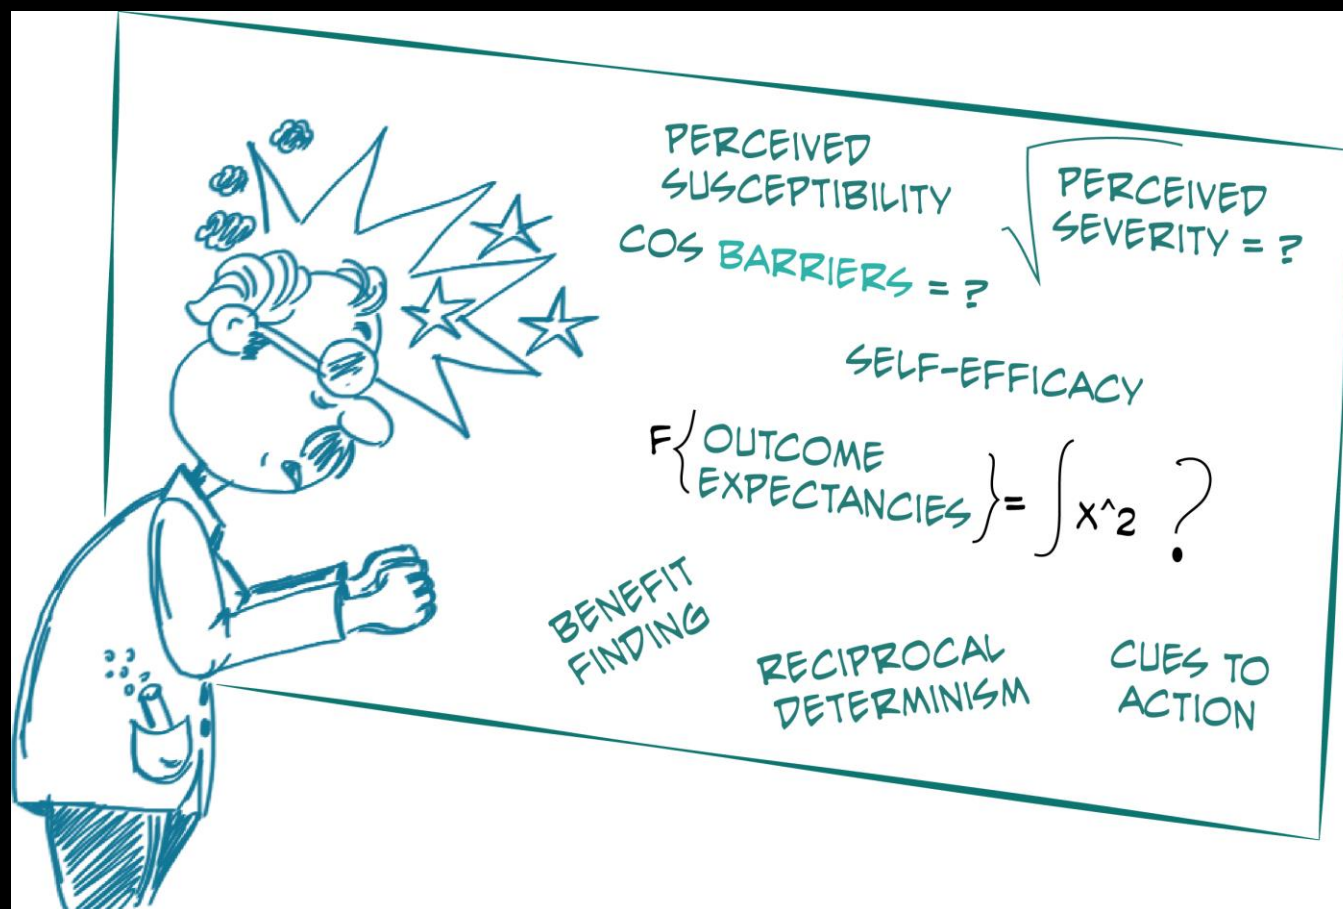 PERCEIVED
SUSCEPTIBILITY
COS BARRIERS = ?
√PERCEIVED
SEVERITY = ?
SELF-EFFICACY
F{OUTCOME
EXPECTANCIES}= ∫x^2 ?
BENEFIT
FINDING
RECIPROCAL
DETERMINISM
CUES TO
ACTION